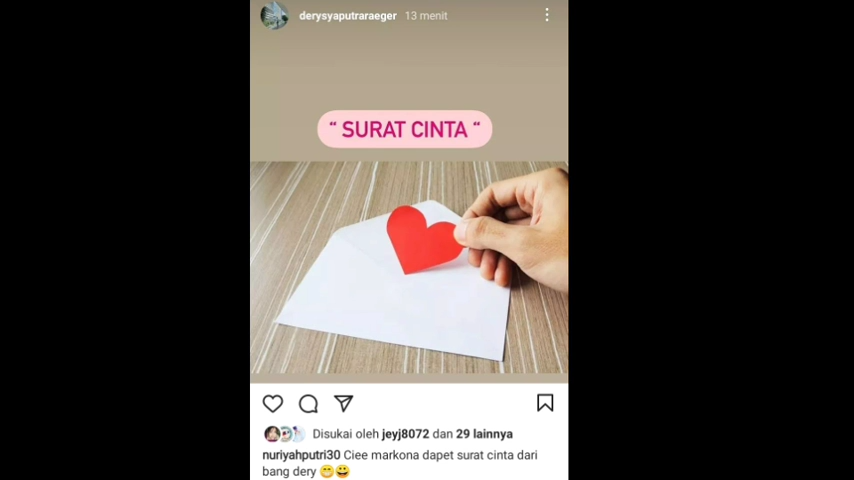 derysyaputraraeger 13 menit
“ SURAT CINTA “
Disukai oleh jeyj8072 dan 29 lainnya
nuriyahputri30 Ciee markona dapet surat cinta dari
bang dery 😁😀